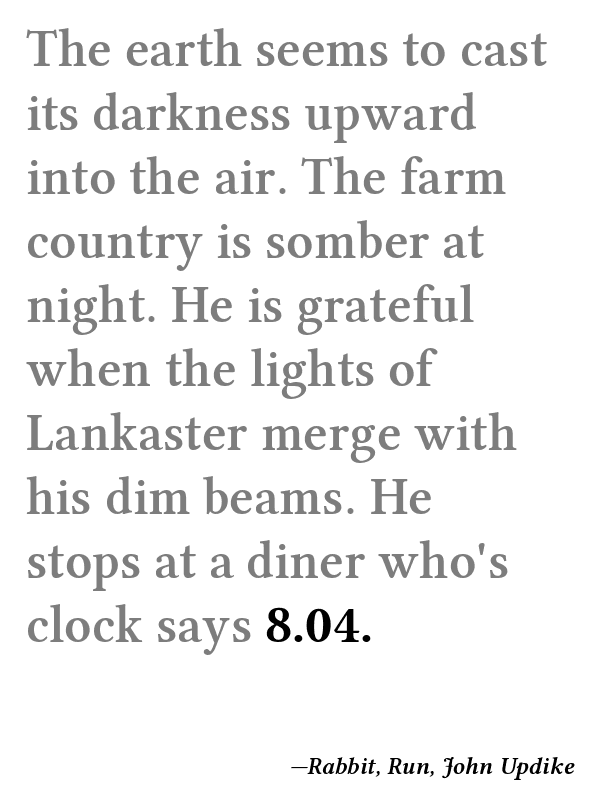 The earth seems to cast
its darkness upward
into the air. The farm
country is somber at
night. He is grateful
when the lights of
Lankaster merge with
his dim beams. He
stops at a diner who's
clock says 8.04.
—Rabbit, Run, John Updike